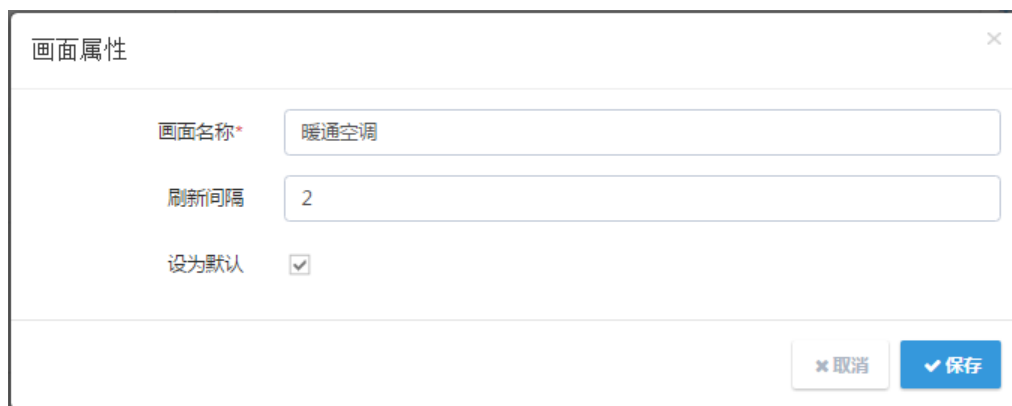 画面属性
画面名称* 暖通空调
刷新间隔 2
设为默认
取消 保存